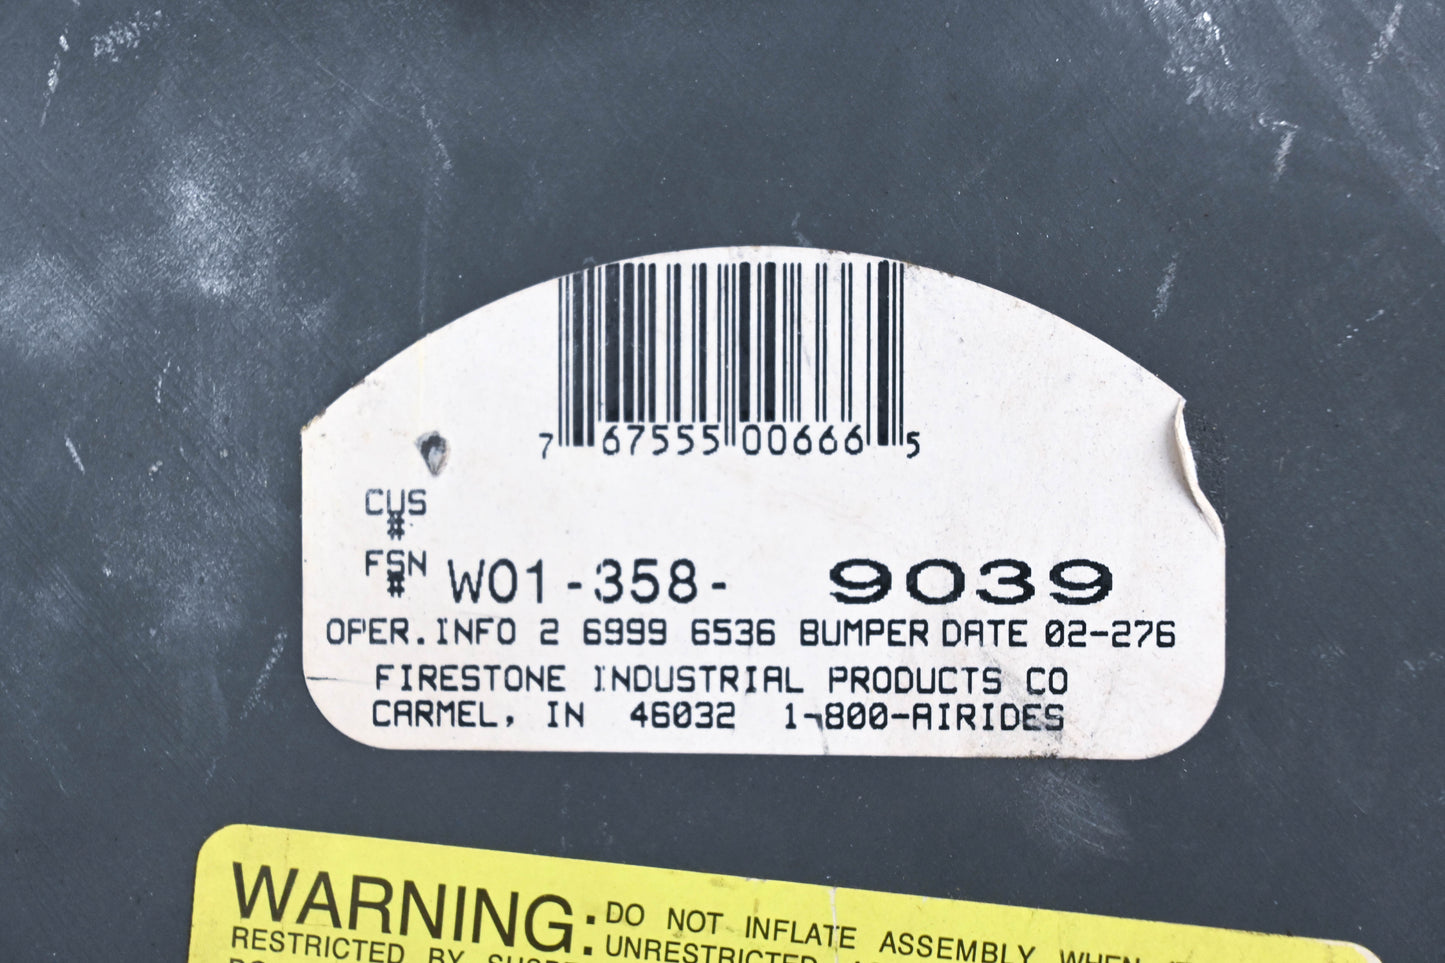 7 67555 00666 5
CUS
#
FSN
#
W01-358- 9039
OPER.INFO 2 6999 6536 BUMPER DATE 02-276
FIRESTONE INDUSTRIAL PRODUCTS CO
CARMEL, IN 46032 1-800-AIRIDES
WARNING: DO NOT INFLATE ASSEMBLY WHEN
RESTRICTED BY
UNRESTRICTED